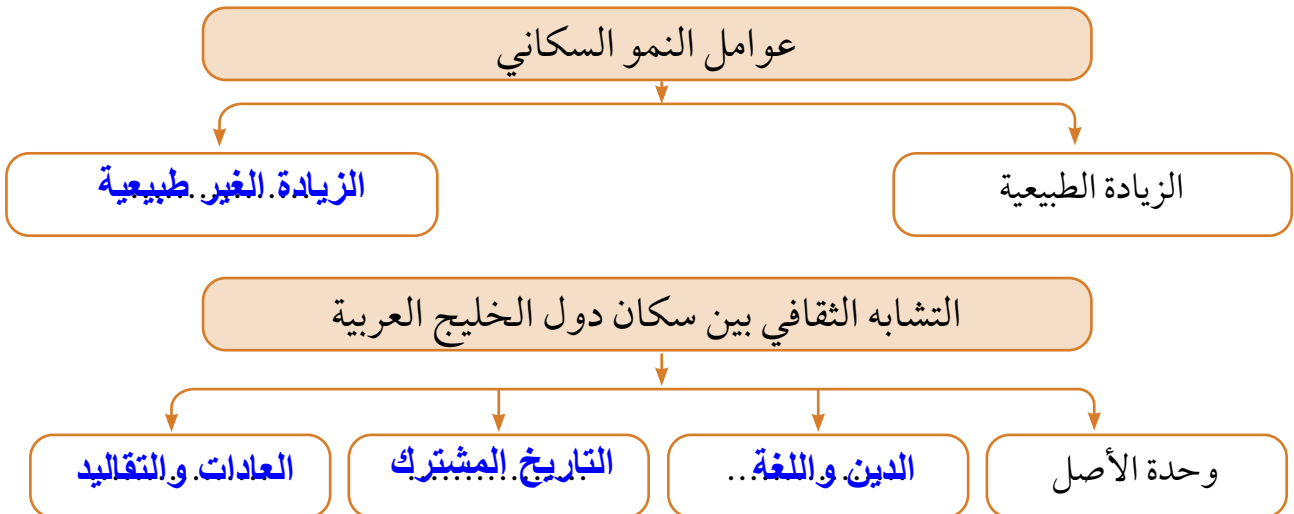 عوامل النمو السكاني
الزيادة الطبيعية
الزيادة الغير طبيعية
التشابه الثقافي بين سكان دول الخليج العربية
وحدة الأصل
الدين واللغة
التاريخ المشترك
العادات والتقاليد